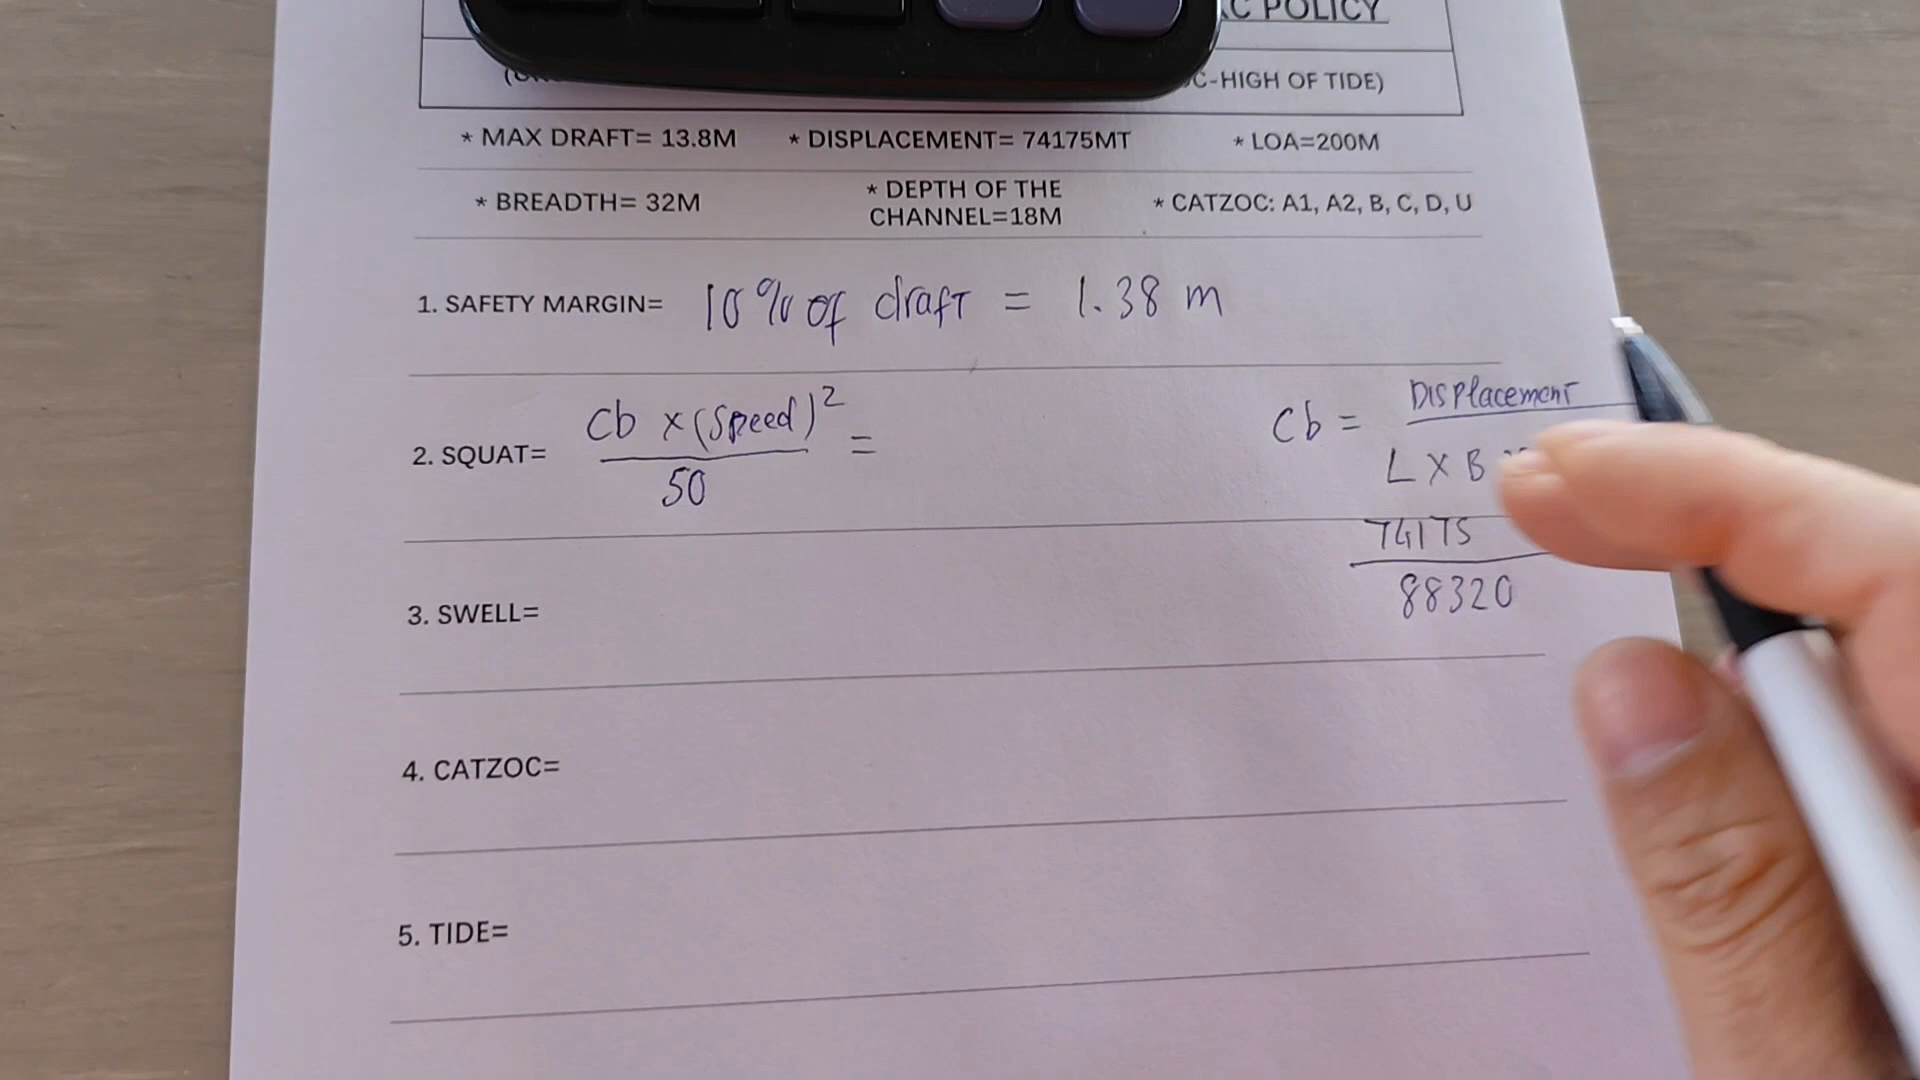 POLICY
C-HIGH OF TIDE)
* MAX DRAFT= 13.8M * DISPLACEMENT= 74175MT * LOA=200M
* BREADTH= 32M * DEPTH OF THE CHANNEL=18M * CATZOC: A1, A2, B, C, D, U
1. SAFETY MARGIN= 10% of draft = 1.38 m
2. SQUAT= Cb x (Speed)² / 50 =
Cb = Displacement / L X B
74175 / 88320
3. SWELL=
4. CATZOC=
5. TIDE=